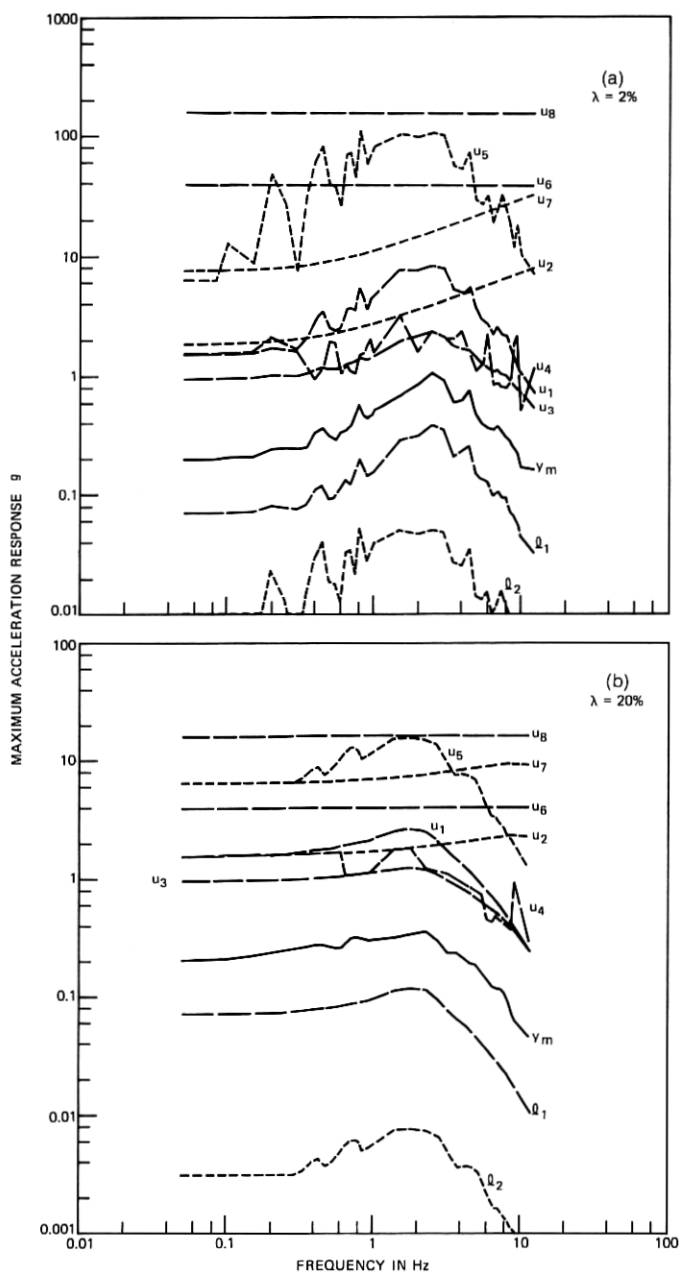 1000
(a)
λ = 2%
u8
100
u5
u6
u7
10
u2
u4
1
u1
u3
ym
0.1
ℓ1
ℓ2
0.01
MAXIMUM ACCELERATION RESPONSE g
100
(b)
λ = 20%
u8
10
u5
u7
u6
u1
u2
1
u3
u4
0.1
ym
ℓ1
0.01
ℓ2
0.001
0.01 0.1 1 10 100
FREQUENCY IN Hz